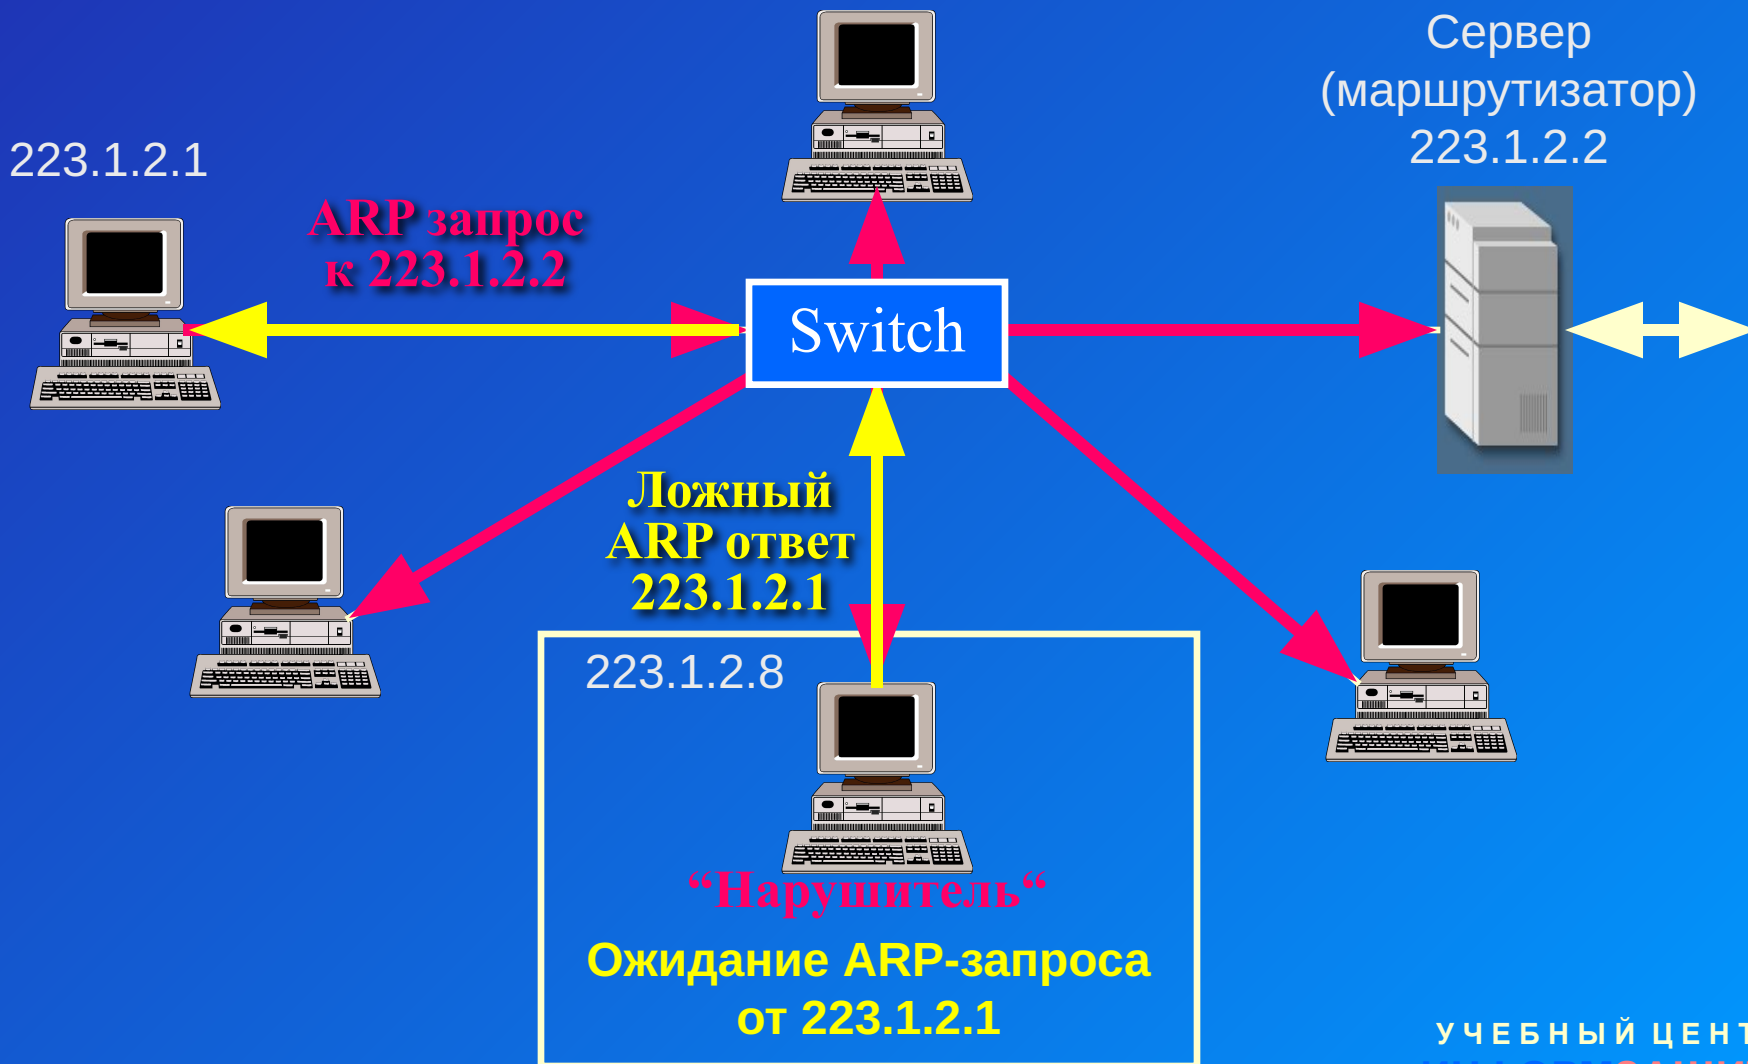 Сервер
(маршрутизатор)
223.1.2.2
223.1.2.1
ARP запрос
к 223.1.2.2
Switch
Ложный
ARP ответ
223.1.2.1
223.1.2.8
“Нарушитель“
Ожидание ARP-запроса
от 223.1.2.1
УЧЕБНЫЙ ЦЕНТ